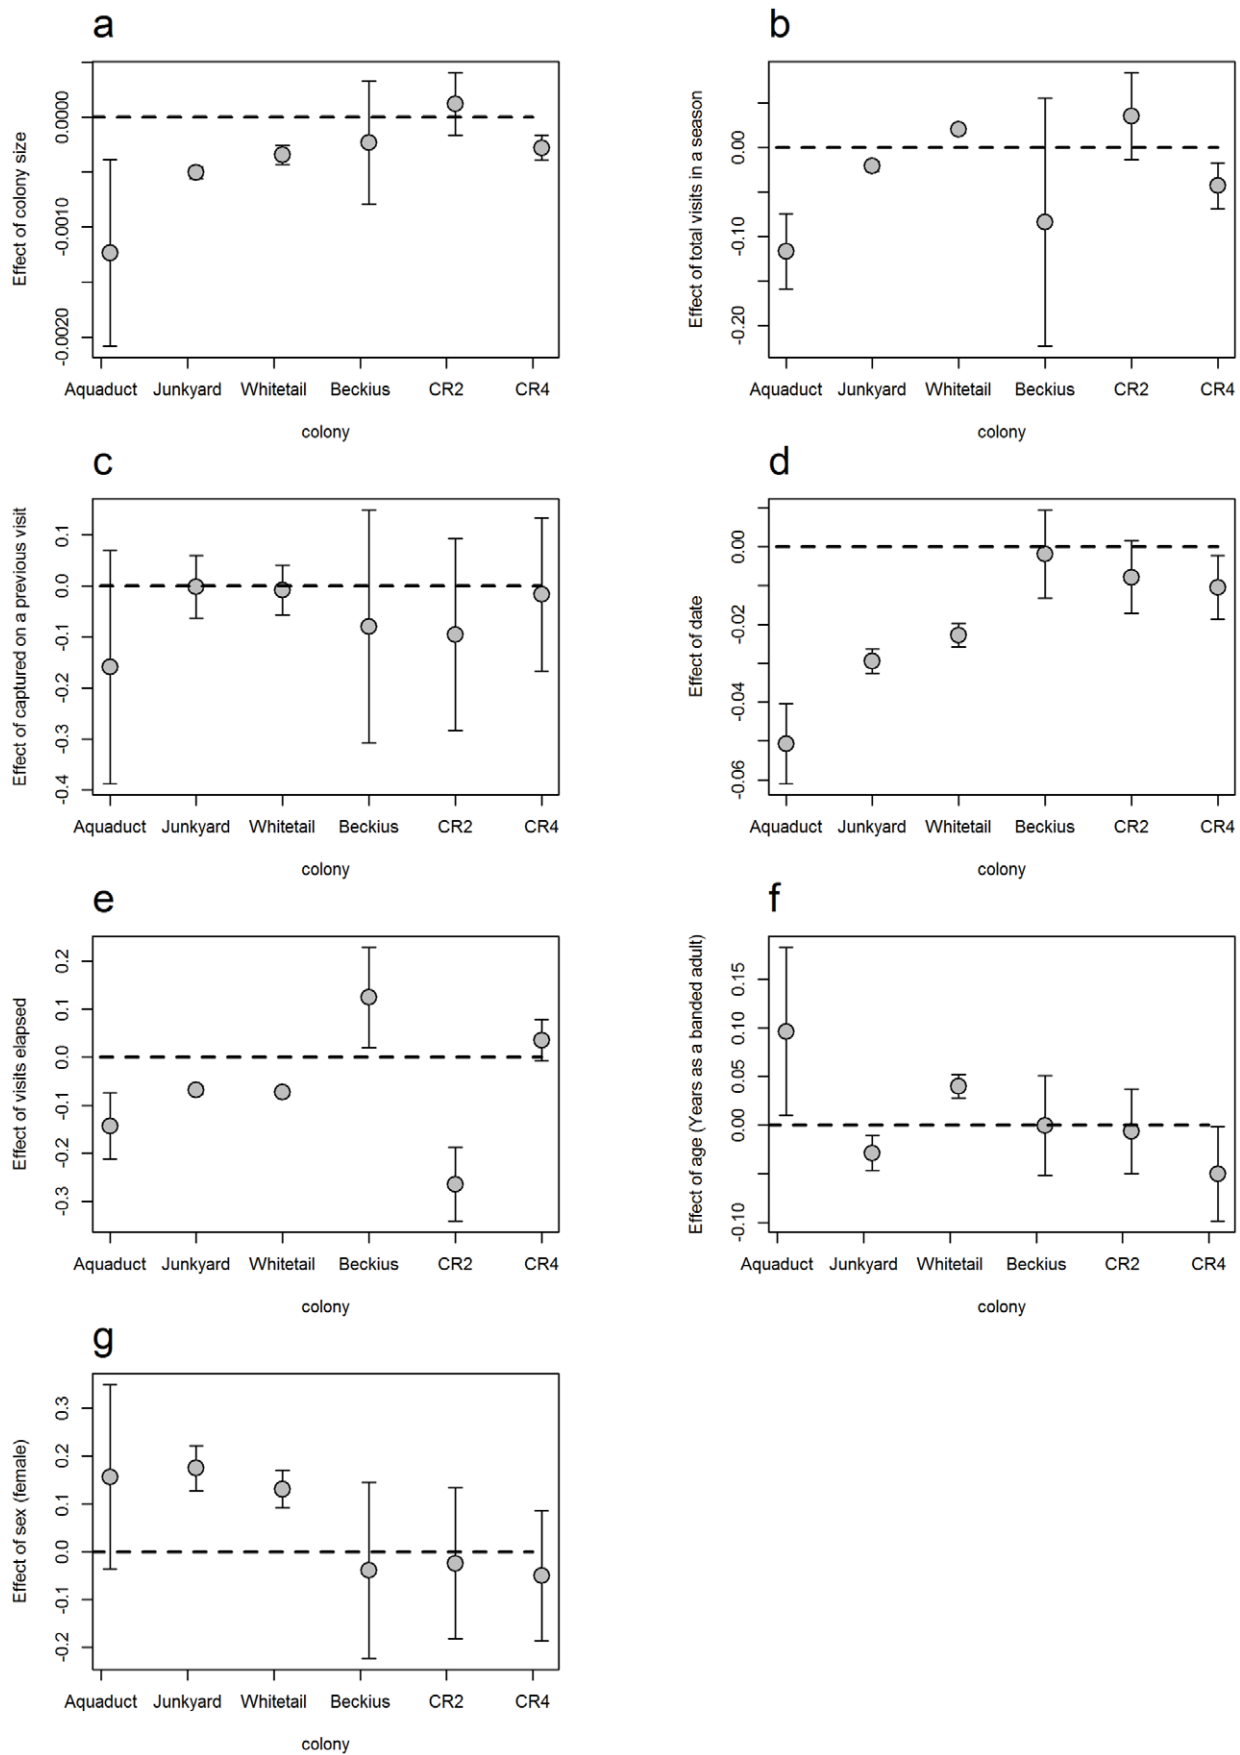 a
Effect of colony size
0.0000
-0.0010
-0.0020
Aquaduct Junkyard Whitetail Beckius CR2 CR4
colony
b
Effect of total visits in a season
0.00
-0.10
-0.20
Aquaduct Junkyard Whitetail Beckius CR2 CR4
colony
c
Effect of captured on a previous visit
0.1
0.0
-0.1
-0.2
-0.3
-0.4
Aquaduct Junkyard Whitetail Beckius CR2 CR4
colony
d
Effect of date
0.00
-0.02
-0.04
-0.06
Aquaduct Junkyard Whitetail Beckius CR2 CR4
colony
e
Effect of visits elapsed
0.2
0.1
0.0
-0.1
-0.2
-0.3
Aquaduct Junkyard Whitetail Beckius CR2 CR4
colony
f
Effect of age (Years as a banded adult)
0.15
0.10
0.05
0.00
-0.10
Aquaduct Junkyard Whitetail Beckius CR2 CR4
colony
g
Effect of sex (female)
0.3
0.2
0.1
0.0
-0.1
-0.2
Aquaduct Junkyard Whitetail Beckius CR2 CR4
colony